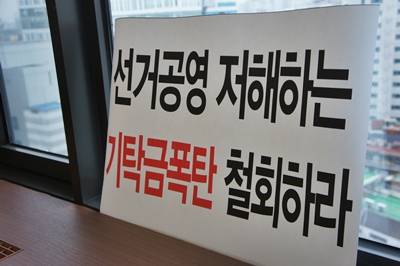 선거공영 저해하는
기탁금폭탄 철회하라